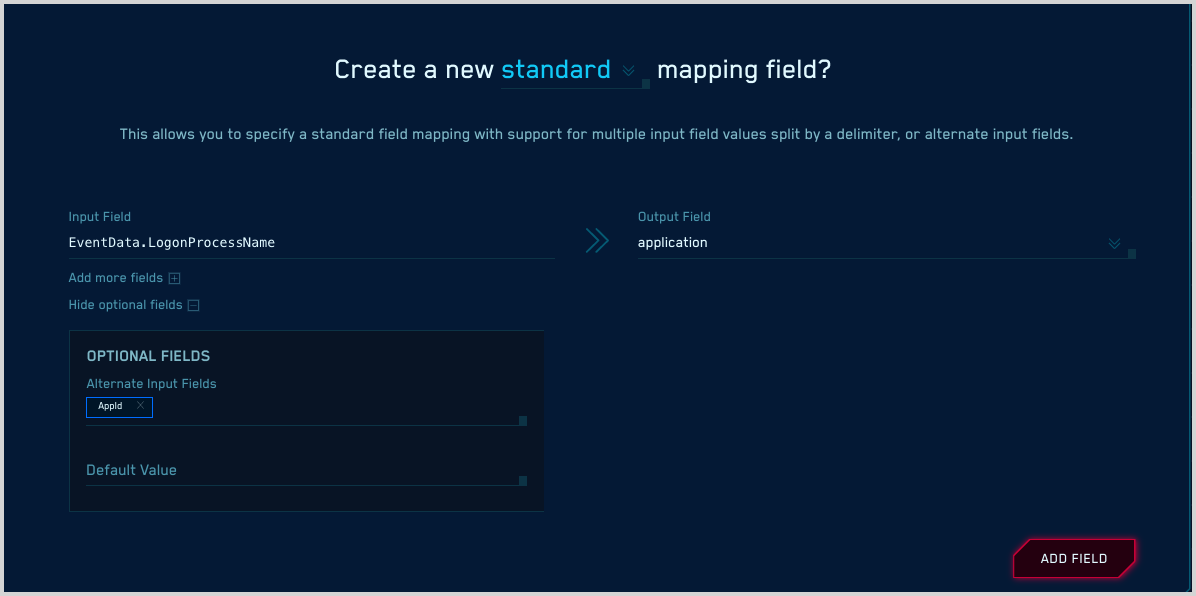 Create a new standard mapping field?
This allows you to specify a standard field mapping with support for multiple input field values split by a delimiter, or alternate input fields.
Input Field
EventData.LogonProcessName
Output Field
application
Add more fields
Hide optional fields
OPTIONAL FIELDS
Alternate Input Fields
AppId
Default Value
ADD FIELD